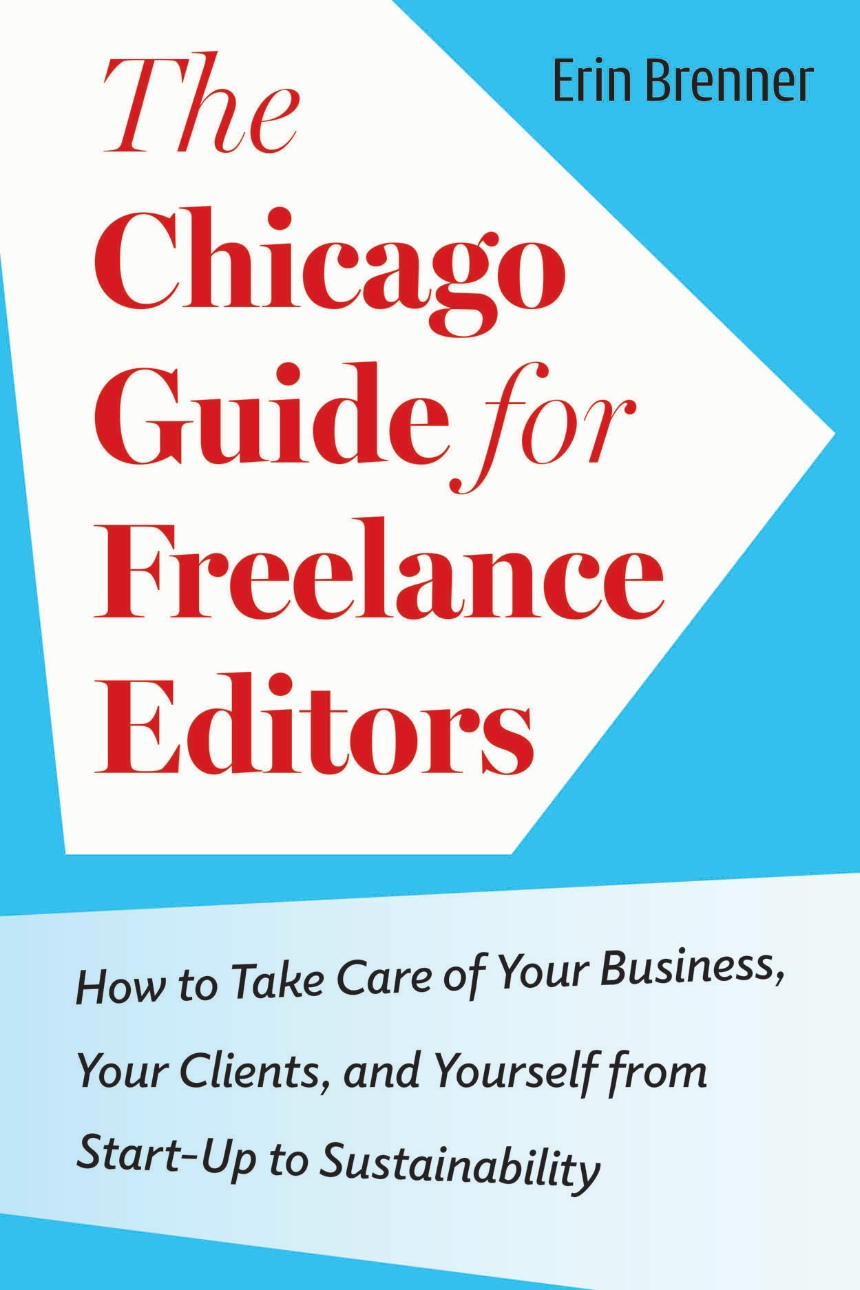 Erin Brenner
The
Chicago
Guide for
Freelance
Editors
How to Take Care of Your Business,
Your Clients, and Yourself from
Start-Up to Sustainability